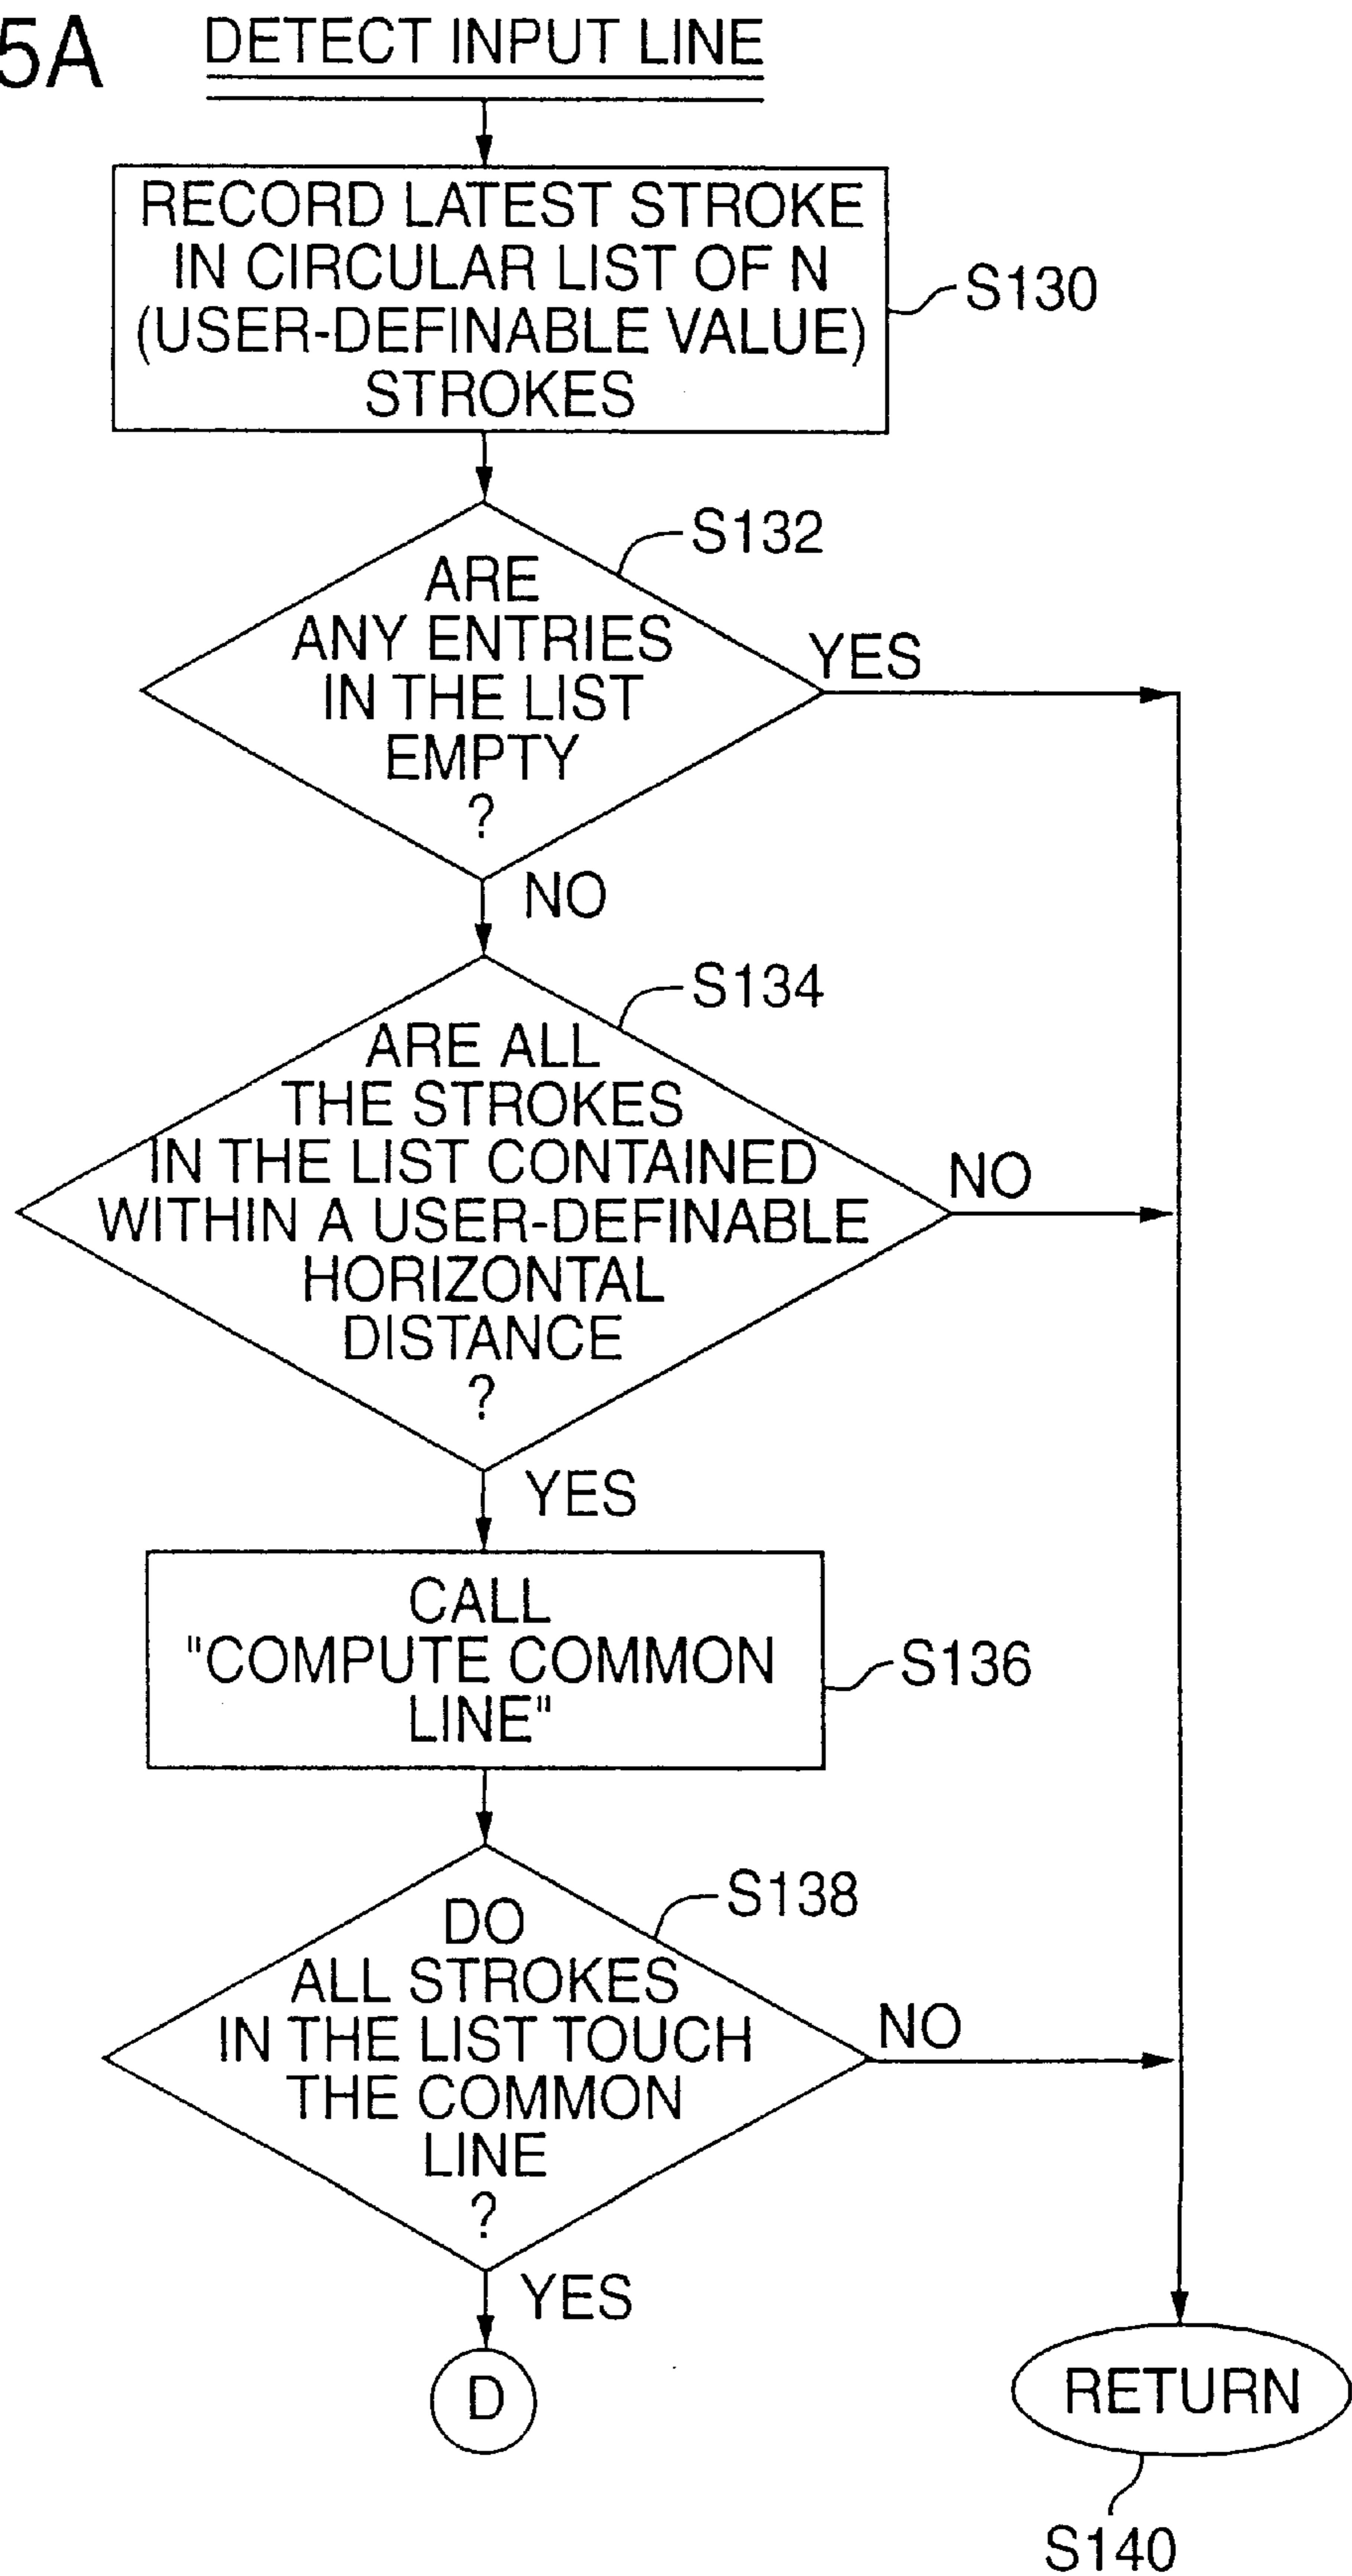 5A
DETECT INPUT LINE
RECORD LATEST STROKE
IN CIRCULAR LIST OF N
(USER-DEFINABLE VALUE)
STROKES
S130
S132
ARE
ANY ENTRIES
IN THE LIST
EMPTY
?
YES
NO
S134
ARE ALL
THE STROKES
IN THE LIST CONTAINED
WITHIN A USER-DEFINABLE
HORIZONTAL
DISTANCE
?
NO
YES
CALL
"COMPUTE COMMON
LINE"
S136
S138
DO
ALL STROKES
IN THE LIST TOUCH
THE COMMON
LINE
?
NO
YES
D
RETURN
S140